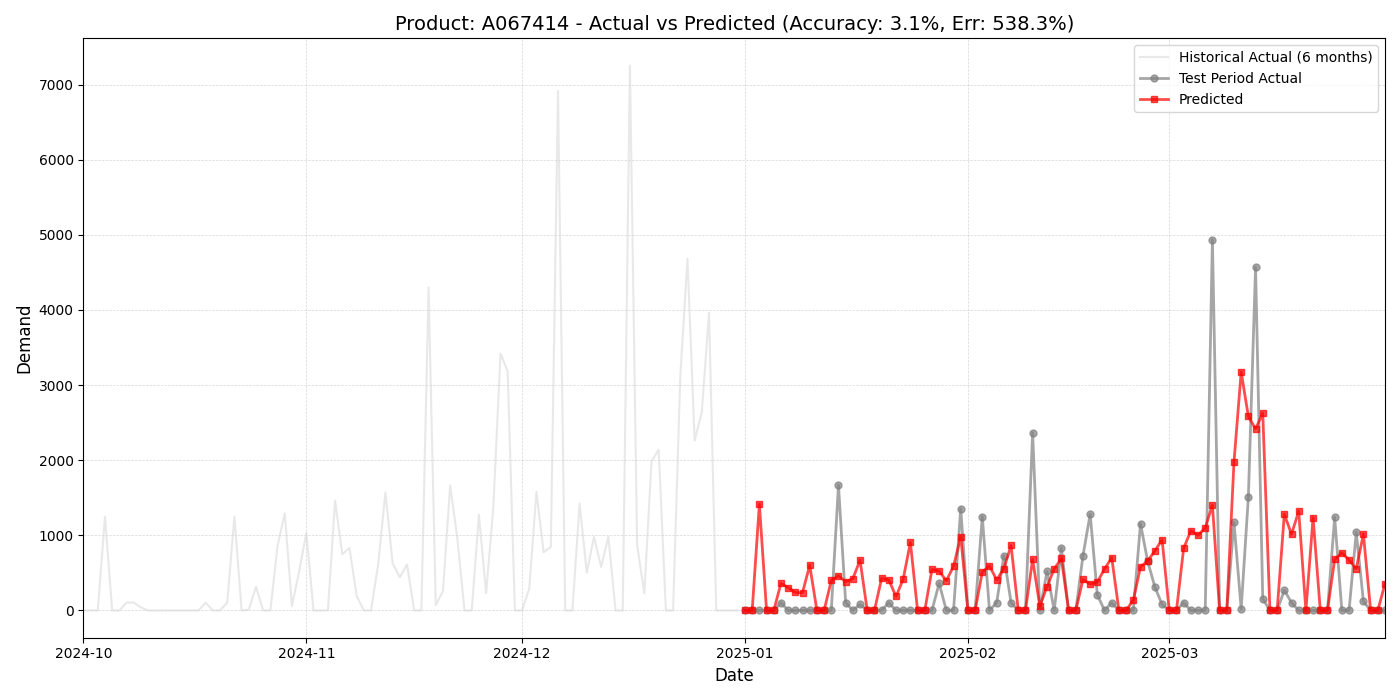 Product: A067414 - Actual vs Predicted (Accuracy: 3.1%, Err: 538.3%)
Historical Actual (6 months)
Test Period Actual
Predicted
Demand
7000
6000
5000
4000
3000
2000
1000
0
2024-10
2024-11
2024-12
2025-01
2025-02
2025-03
Date